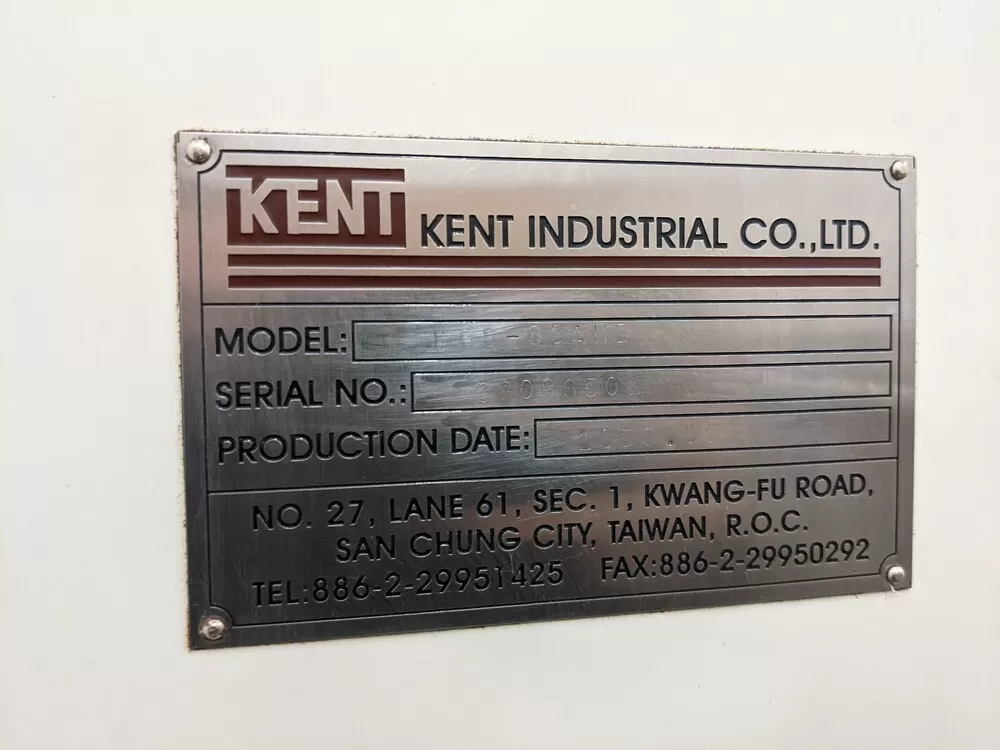 KENT KENT INDUSTRIAL CO.,LTD.
MODEL:
SERIAL NO.:
PRODUCTION DATE:
NO. 27, LANE 61, SEC. 1, KWANG-FU ROAD,
SAN CHUNG CITY, TAIWAN, R.O.C.
TEL:886-2-29951425 FAX:886-2-29950292